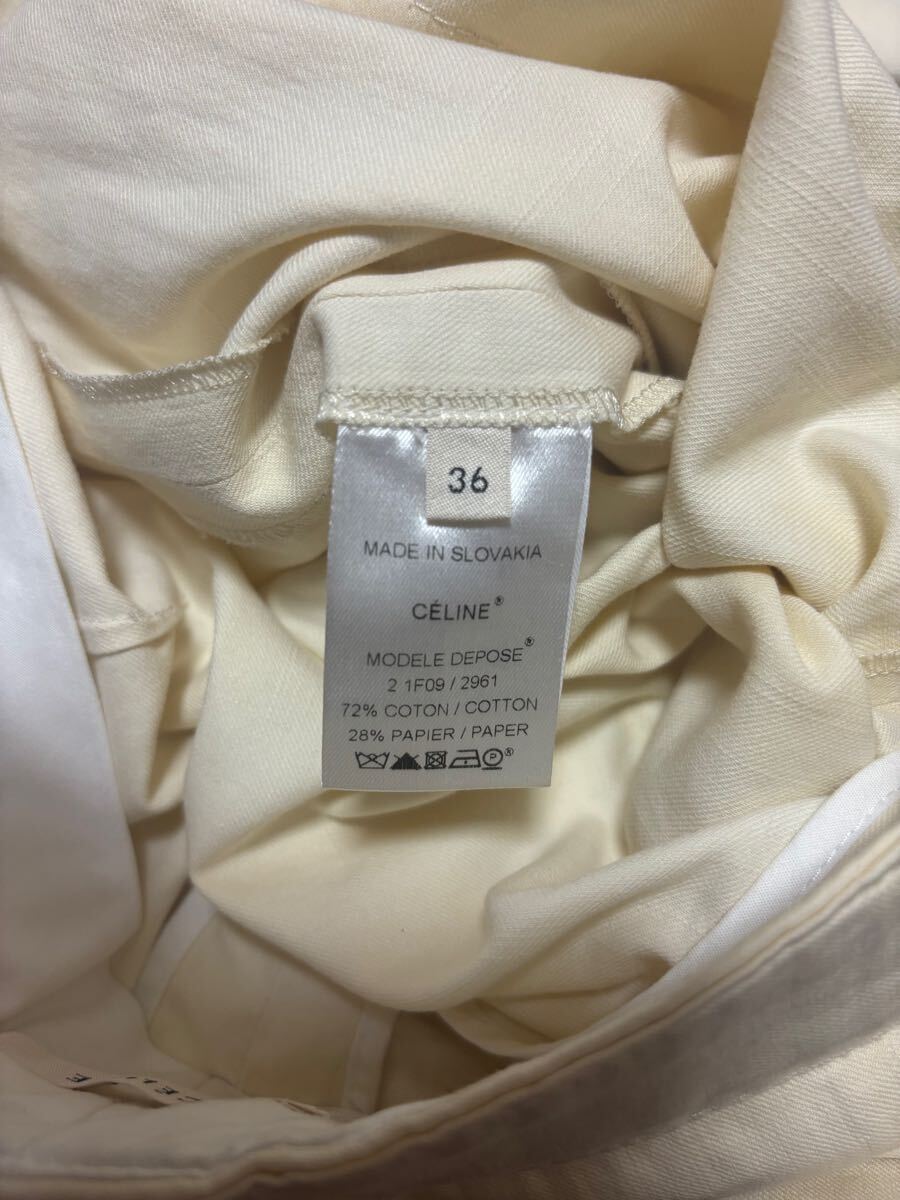 36
MADE IN SLOVAKIA
CÉLINE®
MODELE DEPOSE®
2 1F09 / 2961
72% COTON / COTTON
28% PAPIER / PAPER
P®